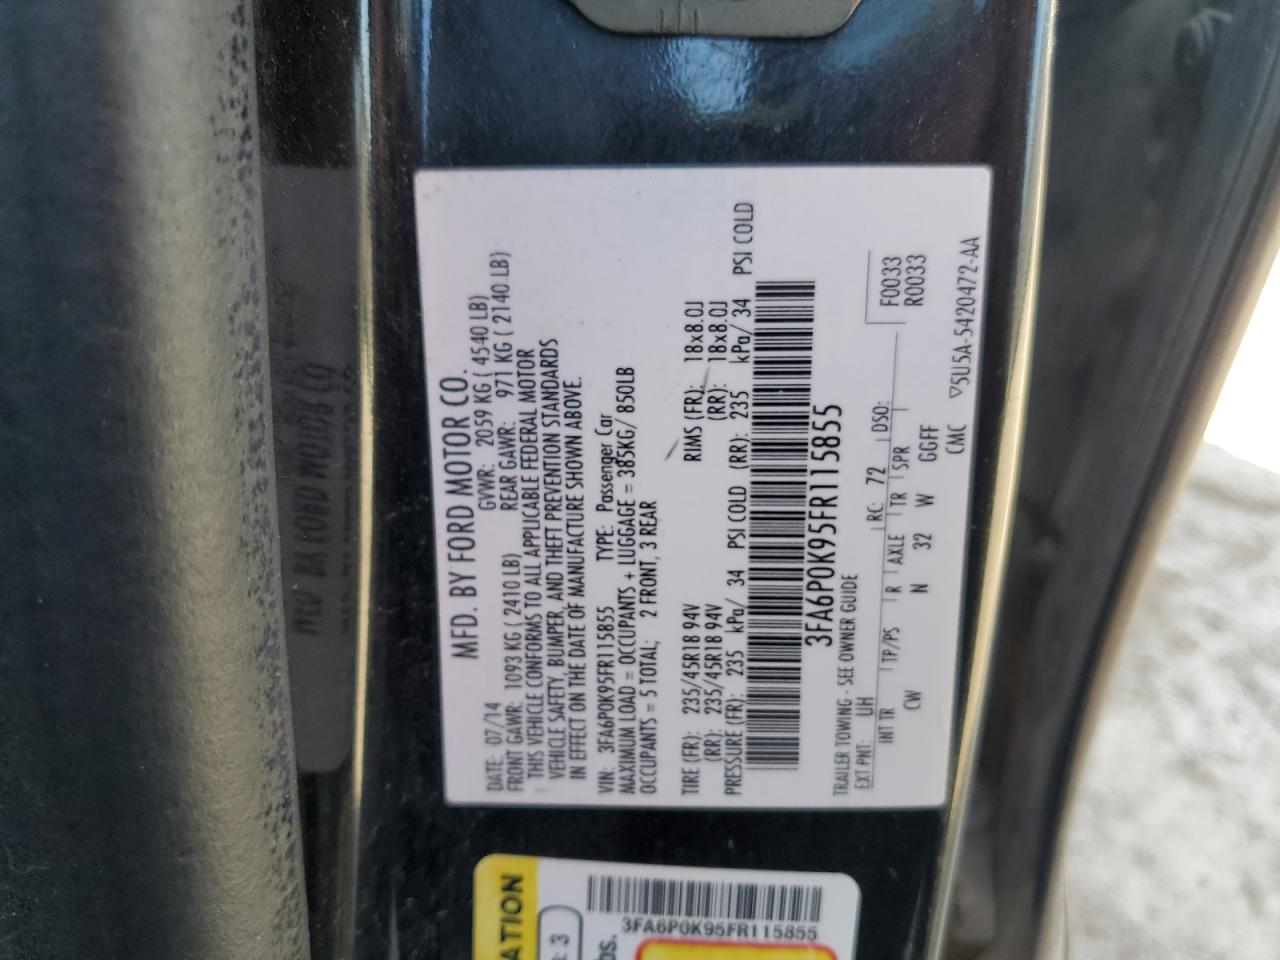 MFD. BY FORD MOTOR CO.
DATE: 07/14 GVWR: 2059 KG ( 4540 LB)
FRONT GAWR: 1093 KG ( 2410 LB) REAR GAWR: 971 KG ( 2140 LB)
THIS VEHICLE CONFORMS TO ALL APPLICABLE FEDERAL MOTOR
VEHICLE SAFETY, BUMPER, AND THEFT PREVENTION STANDARDS
IN EFFECT ON THE DATE OF MANUFACTURE SHOWN ABOVE.
VIN: 3FA6P0K95FR115855 TYPE: Passenger Car
MAXIMUM LOAD = OCCUPANTS + LUGGAGE = 385KG/ 850LB
OCCUPANTS = 5 TOTAL; 2 FRONT, 3 REAR
TIRE (FR): 235/45R18 94V RIMS (FR): 18x8.0J
(RR): 235/45R18 94V (RR): 18x8.0J
PRESSURE (FR): 235 kPa/ 34 PSI COLD (RR): 235 kPa/ 34 PSI COLD
3FA6P0K95FR115855
TRAILER TOWING - SEE OWNER GUIDE
EXT PNT: UH RC: 72 DSO: F0033
R0033
INT TR TP/PS R AXLE TR SPR
CW N 32 W GGFF
CMC 5U5A-5420472-AA
ATION
3
bs.
3FA6P0K95FR115855